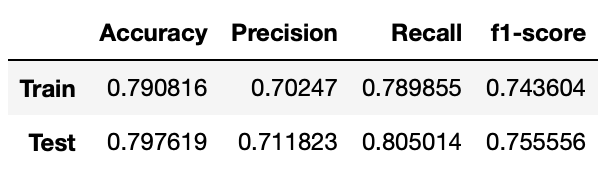 Accuracy Precision Recall f1-score
Train 0.790816 0.70247 0.789855 0.743604
Test 0.797619 0.711823 0.805014 0.755556